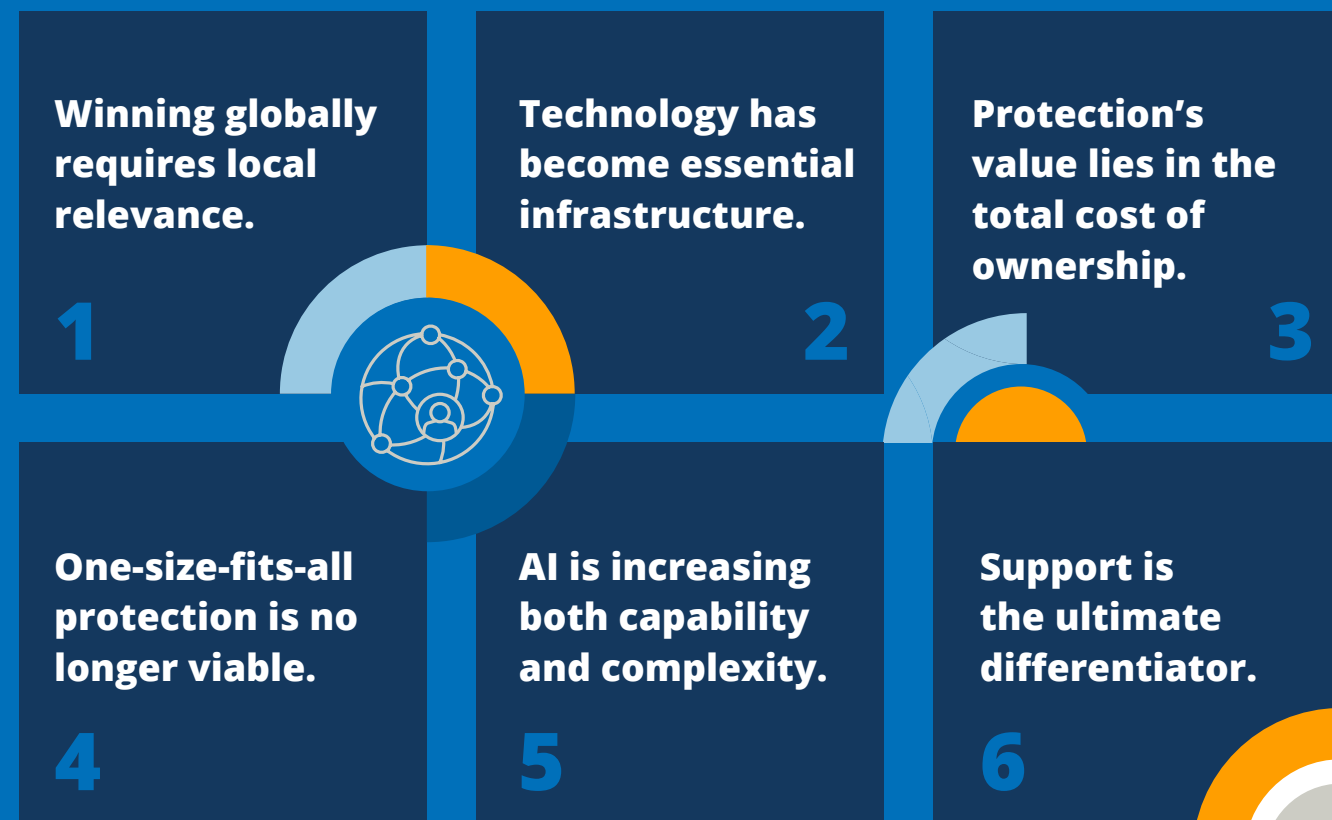 Winning globally
requires local
relevance.
1
Technology has
become essential
infrastructure.
2
Protection’s
value lies in the
total cost of
ownership.
3
One-size-fits-all
protection is no
longer viable.
4
AI is increasing
both capability
and complexity.
5
Support is
the ultimate
differentiator.
6